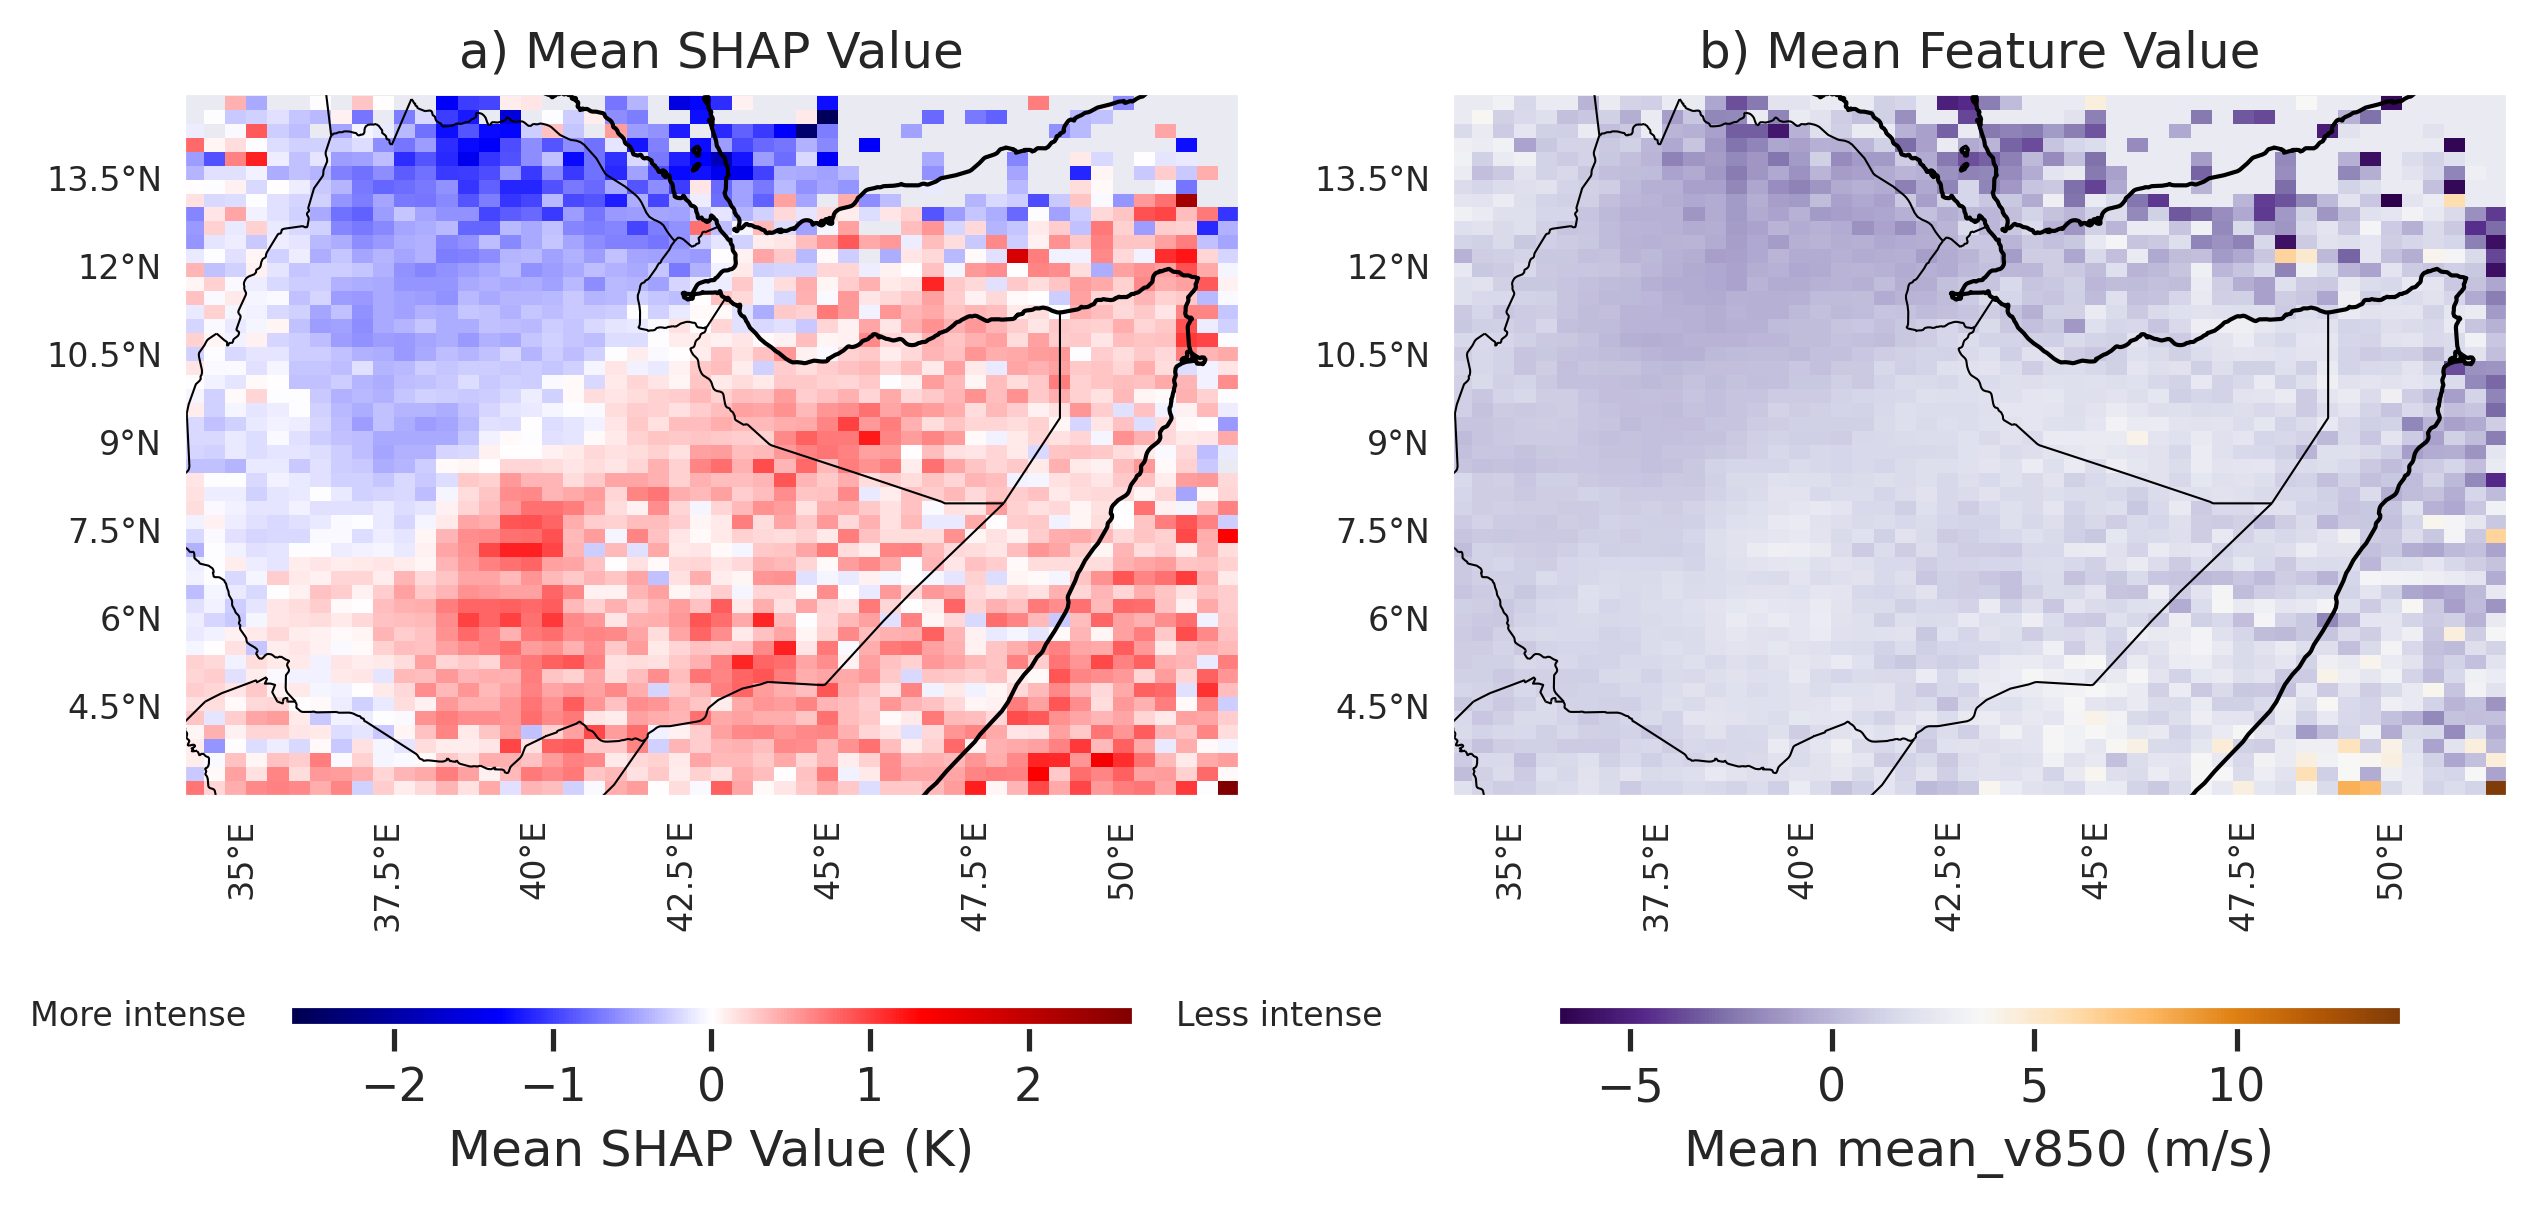 a) Mean SHAP Value
b) Mean Feature Value
13.5°N
12°N
10.5°N
9°N
7.5°N
6°N
4.5°N
13.5°N
12°N
10.5°N
9°N
7.5°N
6°N
4.5°N
35°E
37.5°E
40°E
42.5°E
45°E
47.5°E
50°E
35°E
37.5°E
40°E
42.5°E
45°E
47.5°E
50°E
More intense
Less intense
−2 −1 0 1 2
−5 0 5 10
Mean SHAP Value (K)
Mean mean_v850 (m/s)